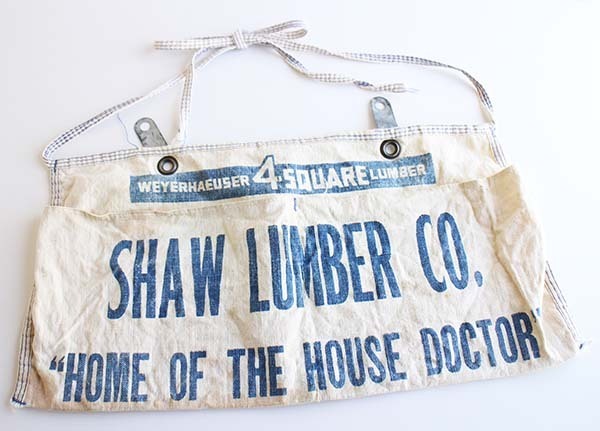 WEYERHAEUSER 4 SQUARE LUMBER
SHAW LUMBER CO.
"HOME OF THE HOUSE DOCTOR"